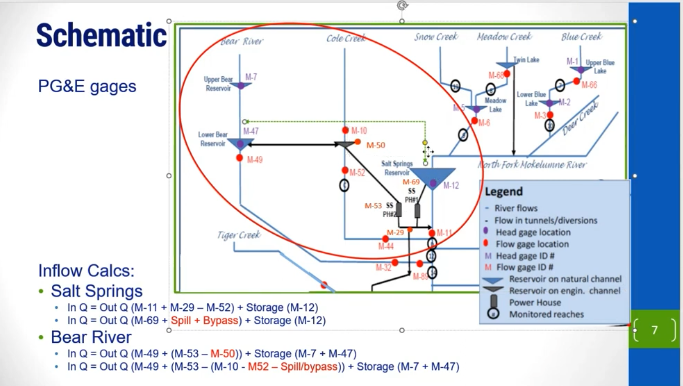 Schematic
PG&E gages
Bear River
Cole Creek
Snow Creek
Meadow Creek
Blue Creek
Upper Bear
Reservoir
M-7
Twin Lake
M-68
M-1
Upper Blue
Lake
M-66
Lower Blue
Lake
M-2
M-3
Meadow
Lake
M-5
M-6
Deer Creek
Lower Bear
Reservoir
M-47
M-49
M-10
M-50
M-52
Salt Springs
Reservoir
North Fork Mokelumne River
M-69
M-12
SS
PH#1
M-53
SS
PH#2
M-29
M-11
M-44
Tiger Creek
M-32
Legend
River flows
Flow in tunnels/diversions
Head gage location
Flow gage location
M Head gage ID #
M Flow gage ID #
Reservoir on natural channel
Reservoir on engin. channel
Power House
Monitored reaches
Inflow Calcs:
• Salt Springs
• In Q = Out Q (M-11 + M-29 – M-52) + Storage (M-12)
• In Q = Out Q (M-69 + Spill + Bypass) + Storage (M-12)
• Bear River
• In Q = Out Q (M-49 + (M-53 – M-50)) + Storage (M-7 + M-47)
• In Q = Out Q (M-49 + (M-53 – (M-10 - M52 – Spill/bypass)) + Storage (M-7 + M-47)
7